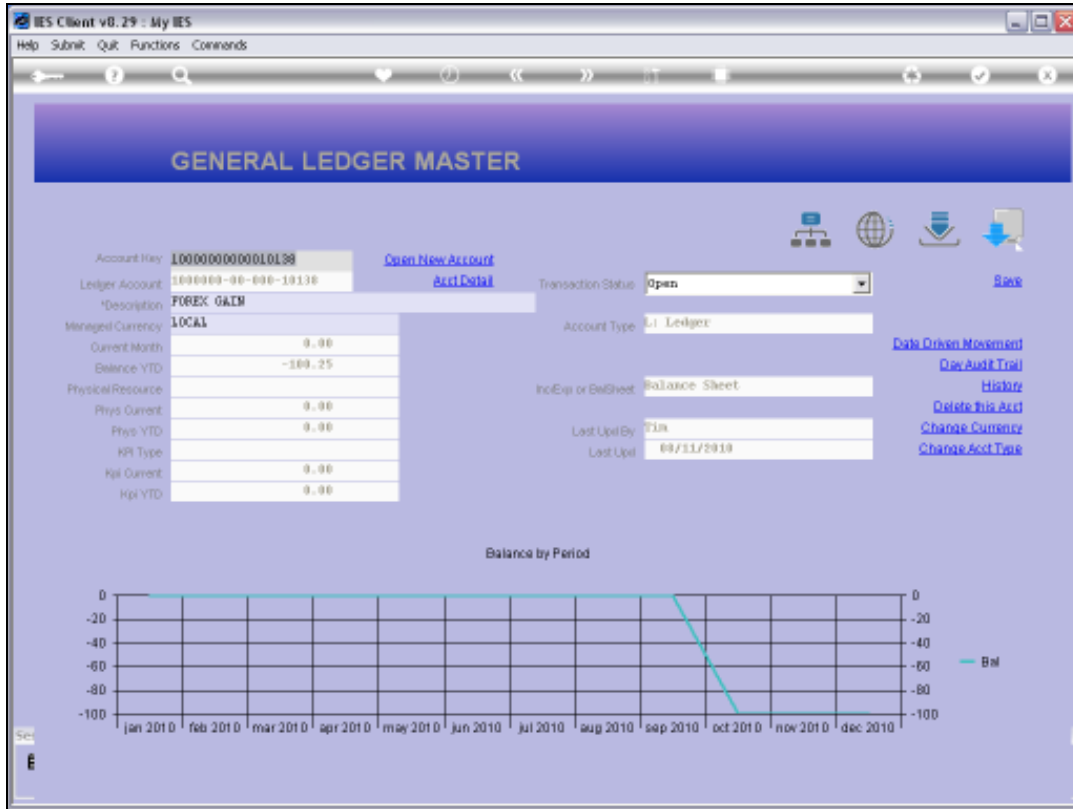 IES Client v8.29 : My IES
Help Submit Quit Functions Commands
GENERAL LEDGER MASTER
Account Key 1000000000010138 Open New Account
Ledger Account 1000000-00-000-10138 Acct Detail Transaction Status Open Save
*Description FOREX GAIN
Managed Currency LOCAL Account Type L: Ledger
Current Month 0.00 Date Driven Movement
Balance YTD -100.25 Day Audit Trail
Physical Resource Inc/Exp or BalSheet Balance Sheet History
Phys Current 0.00 Delete this Acct
Phys YTD 0.00 Last Upd By Tim Change Currency
KPI Type Last Upd 08/11/2010 Change Acct Type
Kpi Current 0.00
Kpi YTD 0.00
Balance by Period
0 0
-20 -20
-40 -40
-60 -60 Bal
-80 -80
-100 -100
jan 2010 feb 2010 mar 2010 apr 2010 may 2010 jun 2010 jul 2010 aug 2010 sep 2010 oct 2010 nov 2010 dec 2010